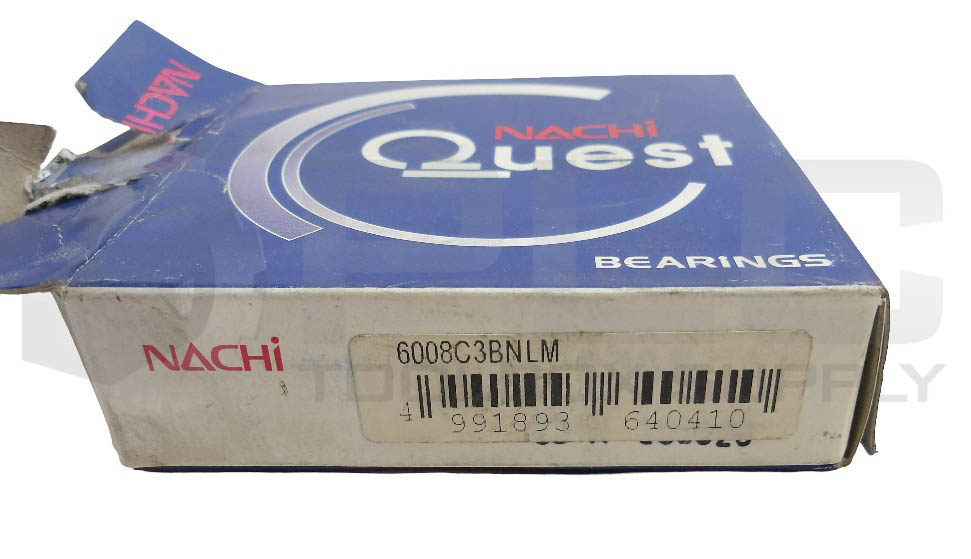 NACHi
NACHi
Quest
BEARINGS
NACHi
6008C3BNLM
4 991893 640410